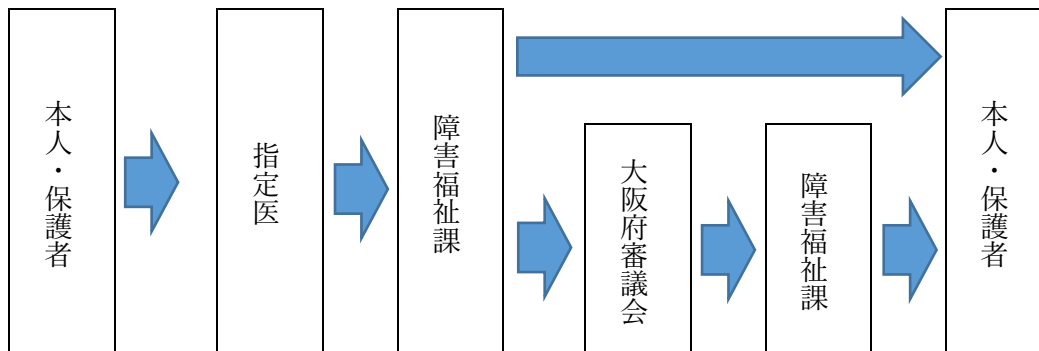 本人・保護者
指定医
障害福祉課
大阪府審議会
障害福祉課
本人・保護者